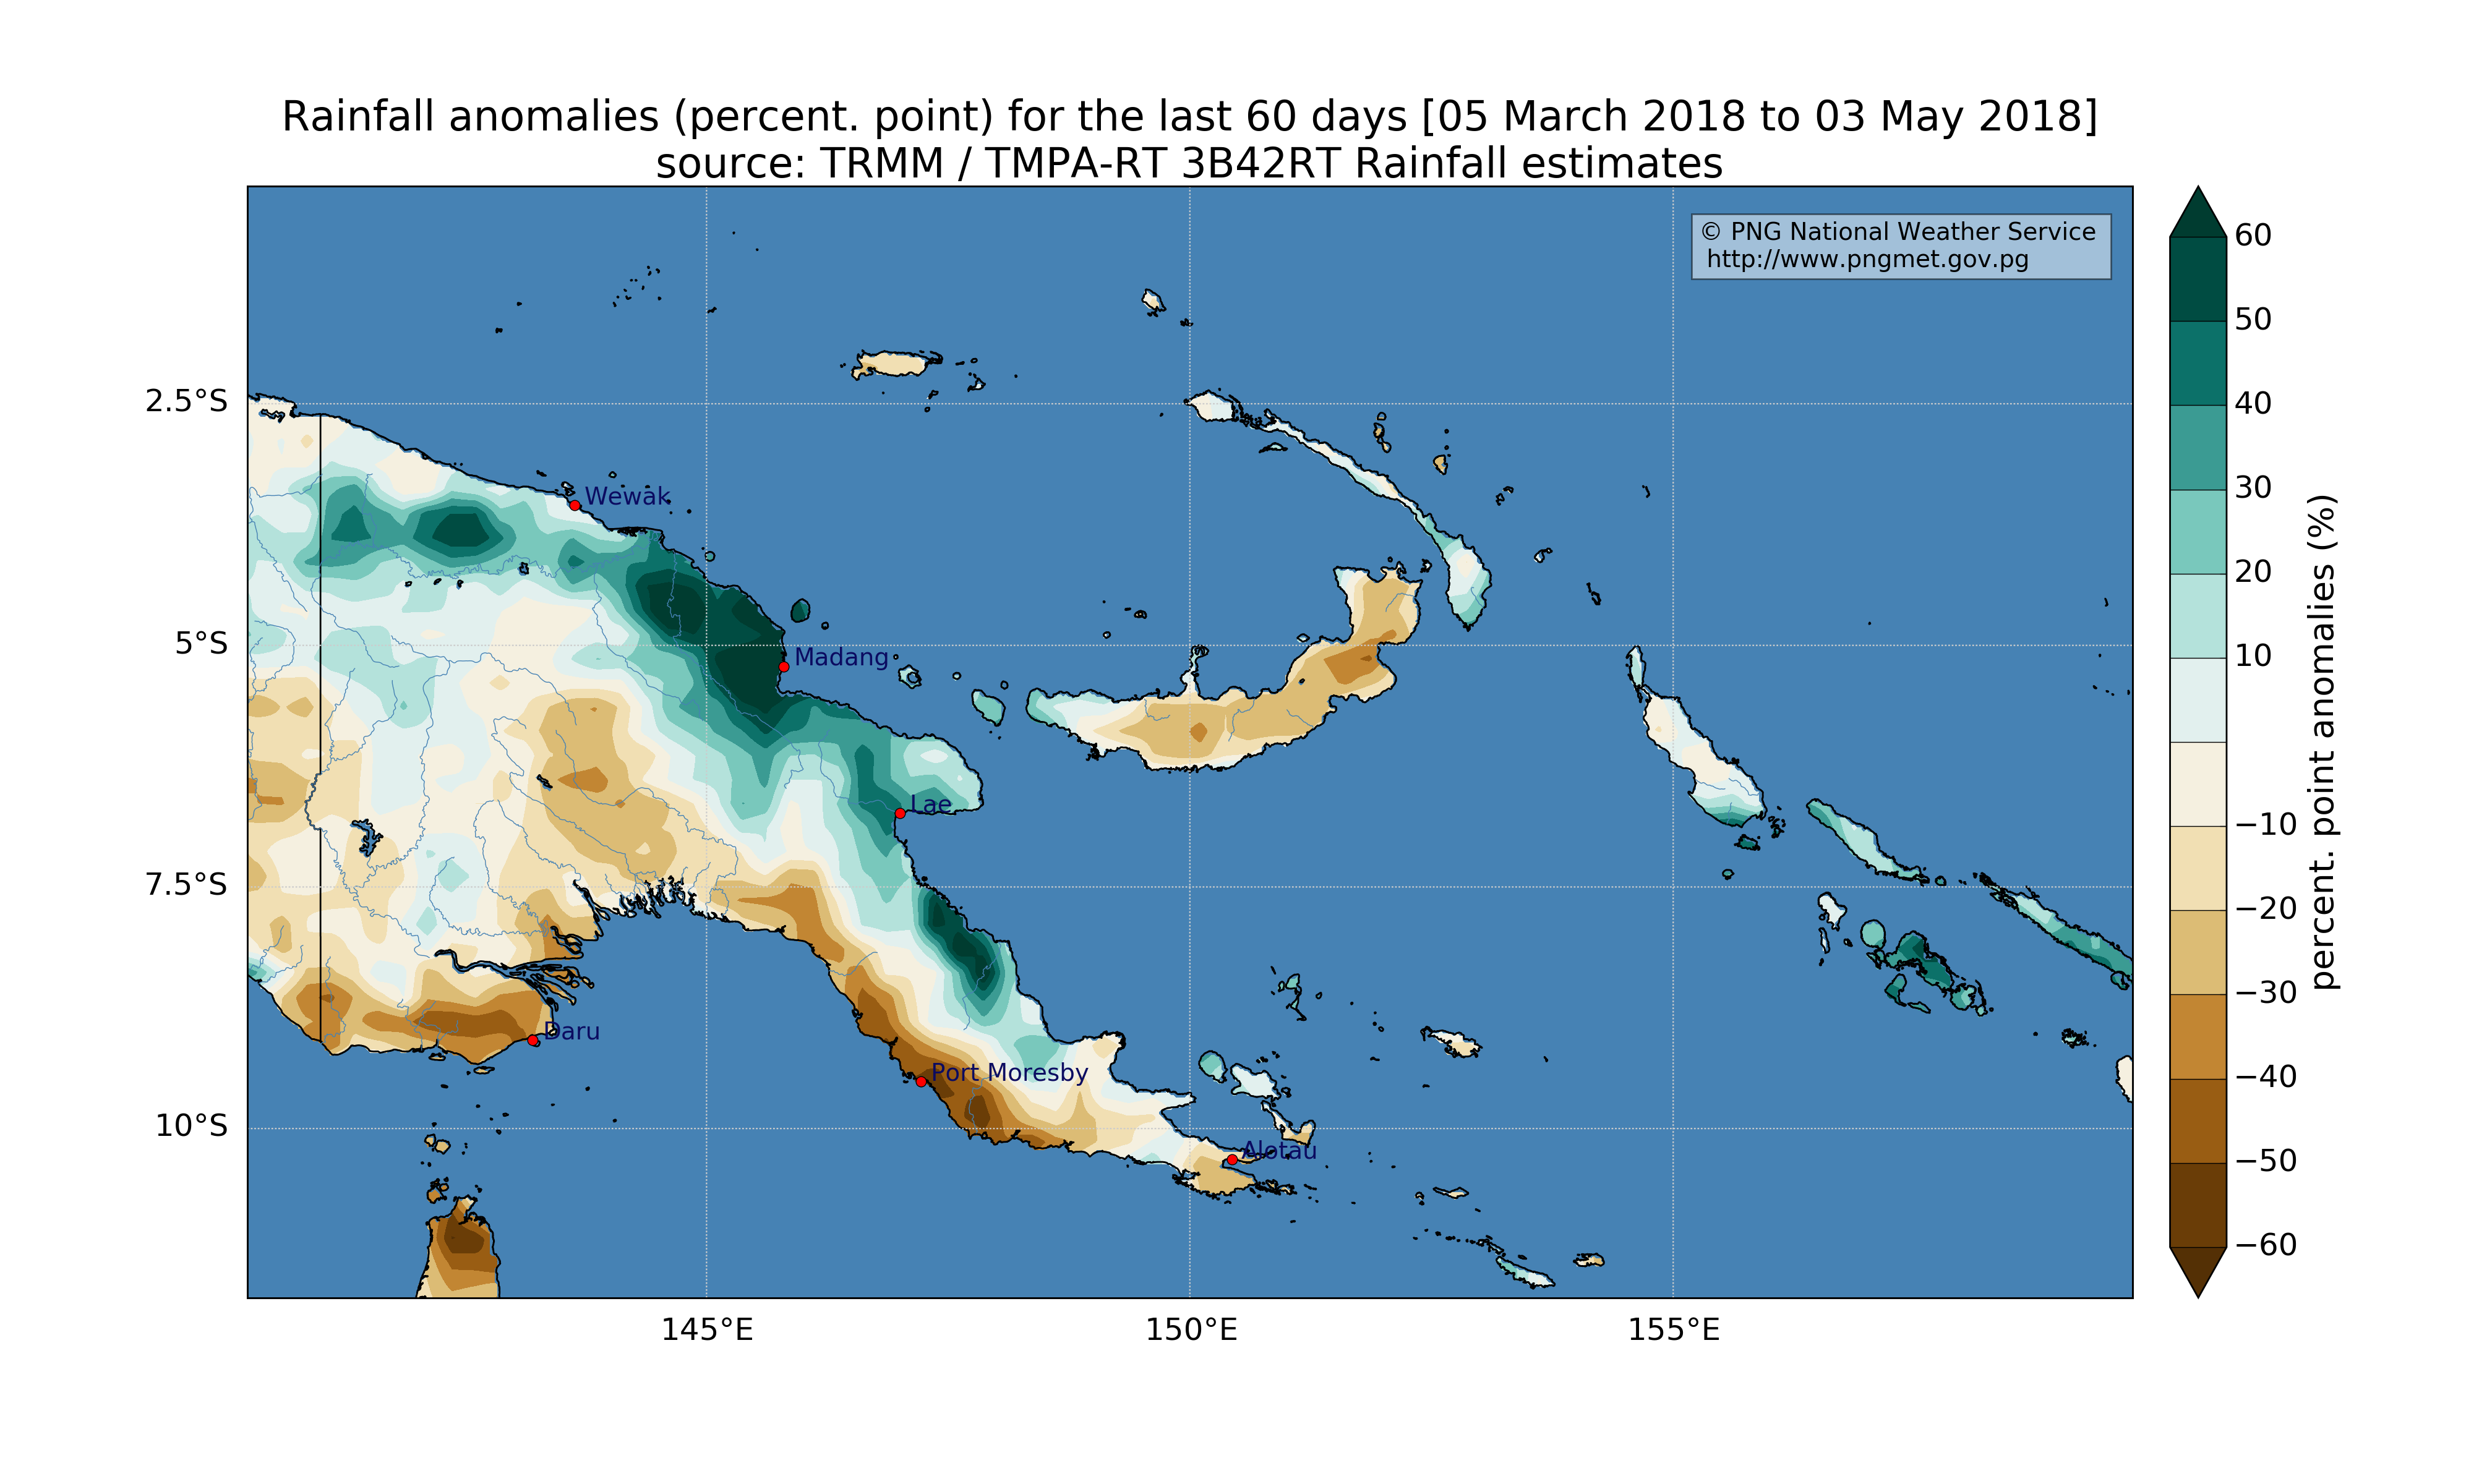 Rainfall anomalies (percent. point) for the last 60 days [05 March 2018 to 03 May 2018]
source: TRMM / TMPA-RT 3B42RT Rainfall estimates
© PNG National Weather Service
http://www.pngmet.gov.pg
2.5°S
5°S
7.5°S
10°S
Wewak
Madang
Lae
Daru
Port Moresby
Alotau
145°E
150°E
155°E
60
50
40
30
20
10
−10
−20
−30
−40
−50
−60
percent. point anomalies (%)